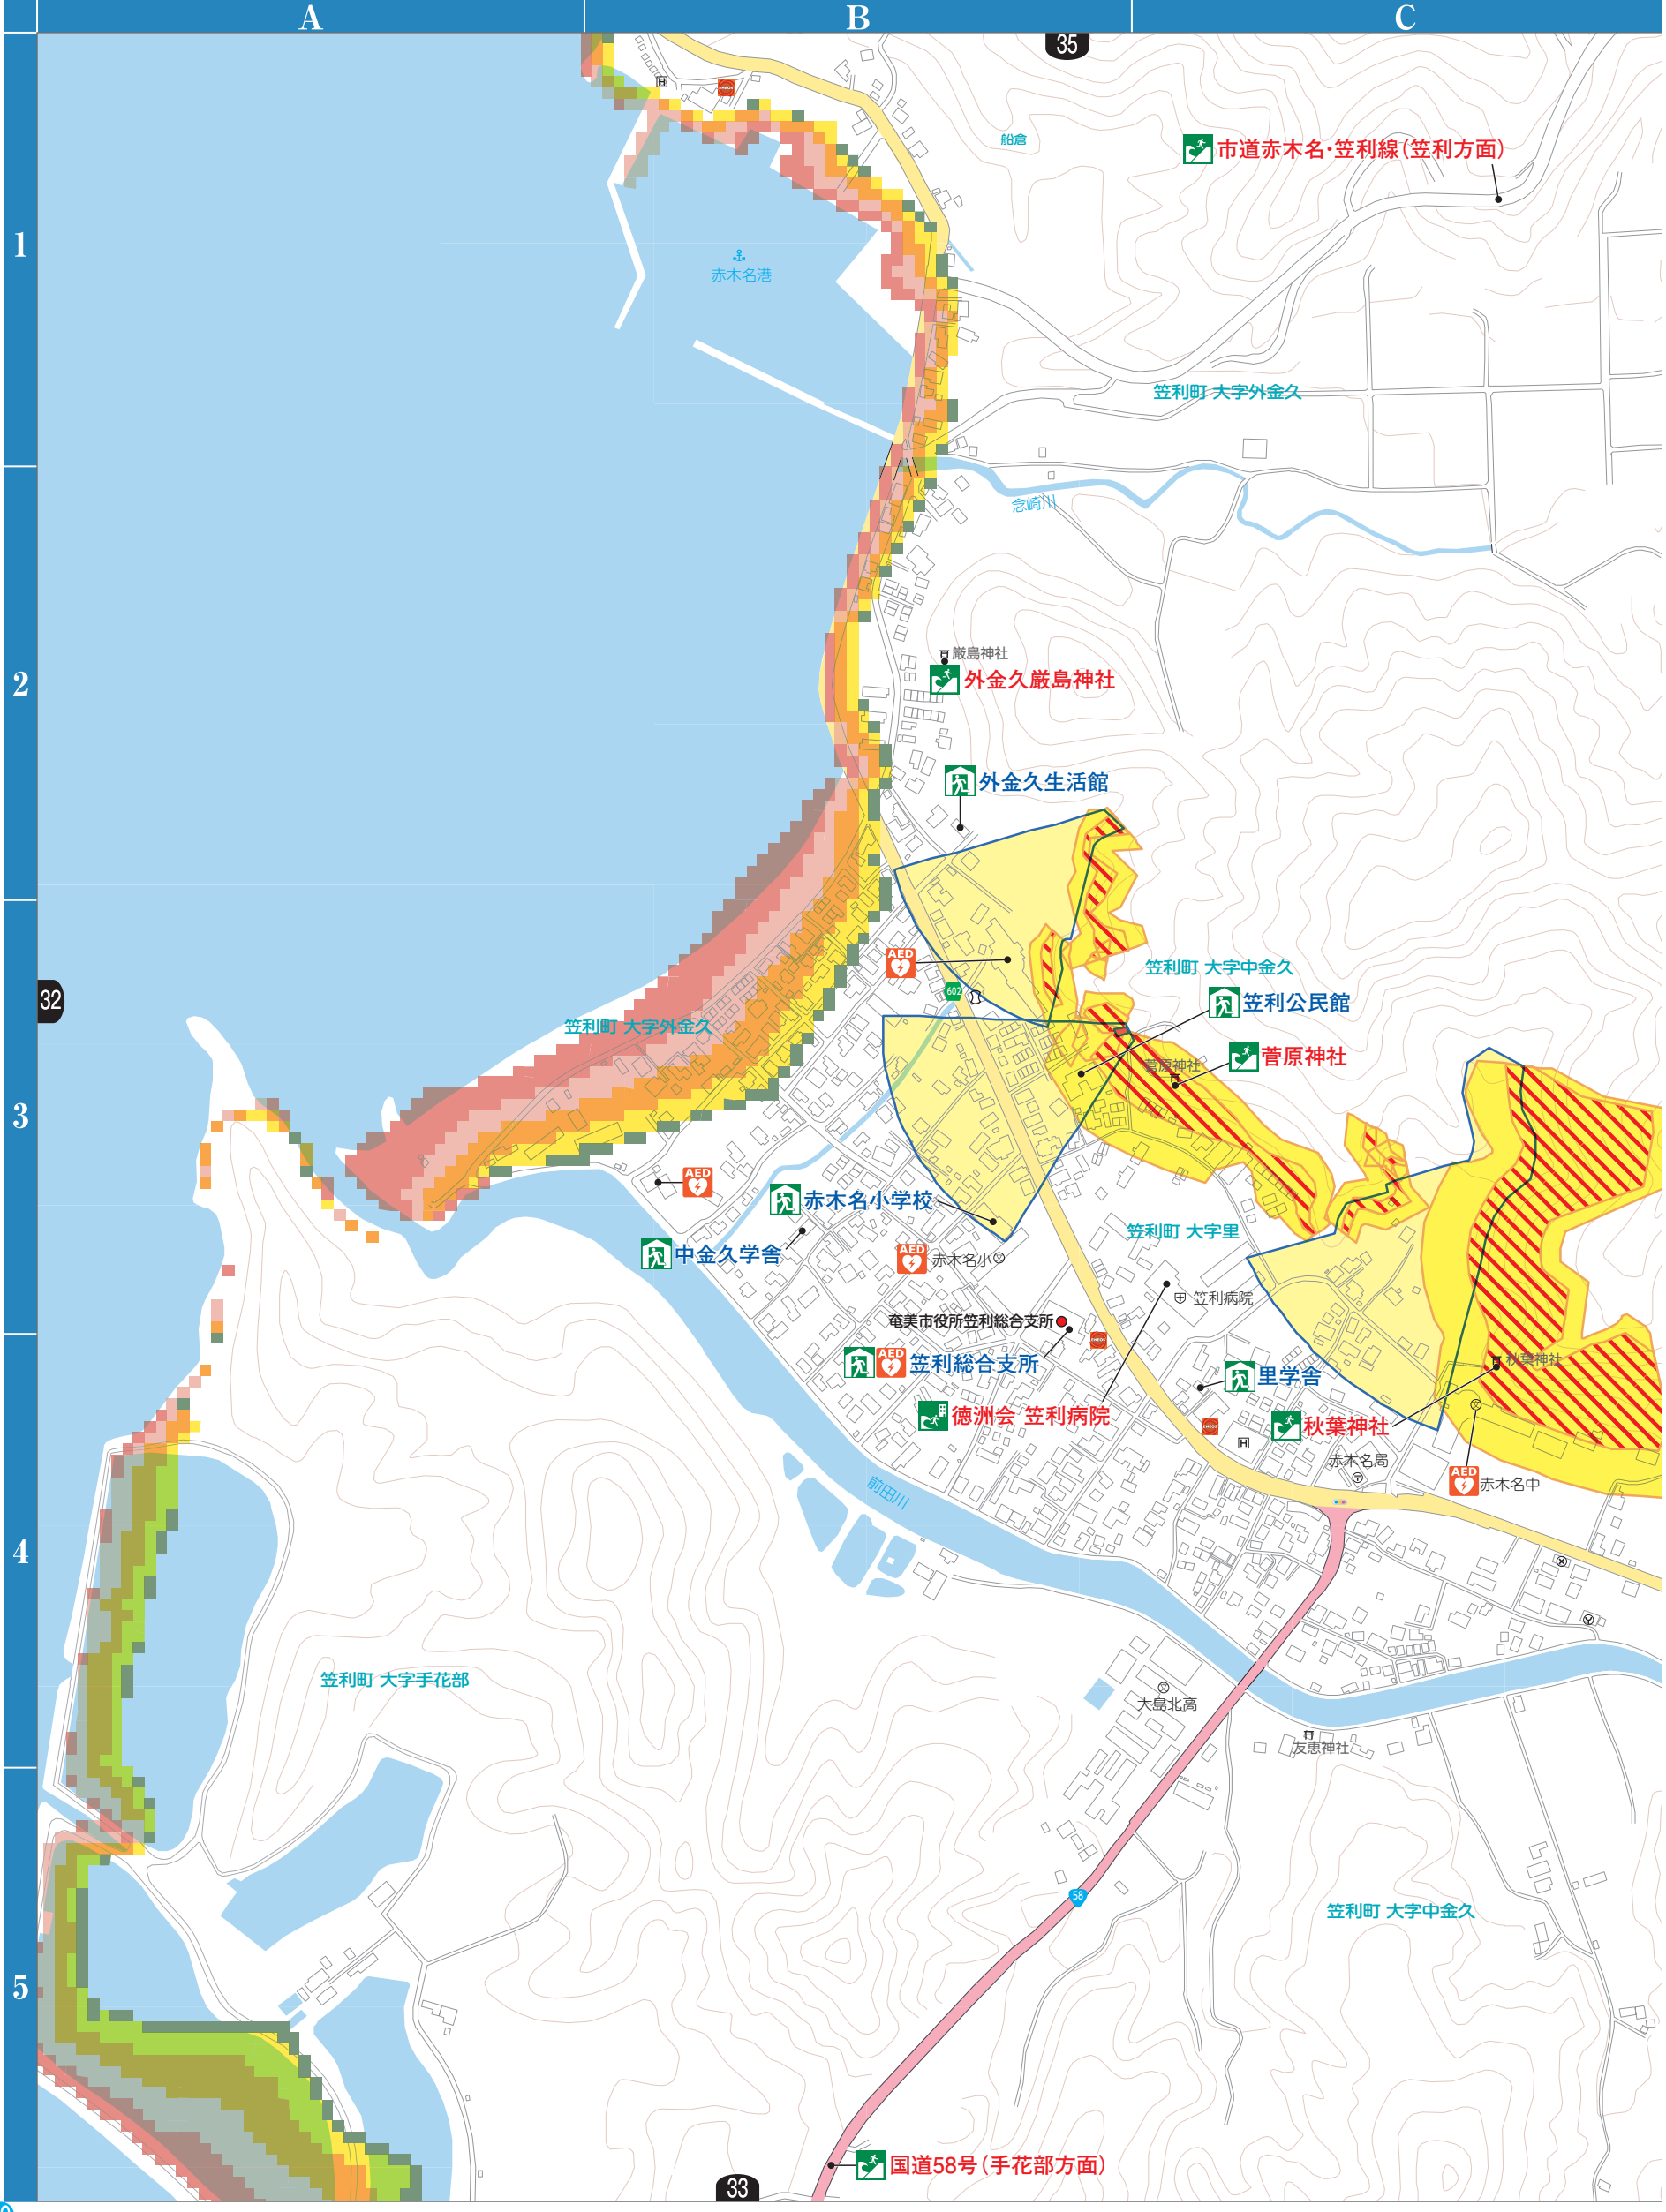 A
B
C
35
船倉
市道赤木名・笠利線（笠利方面）
1
赤木名港
笠利町 大字外金久
念崎川
2
厳島神社
外金久厳島神社
外金久生活館
AED
602
笠利町 大字中金久
笠利公民館
32
笠利町 大字外金久
菅原神社
菅原神社
3
AED
赤木名小学校
中金久学舎
AED
赤木名小
笠利町 大字里
笠利病院
奄美市役所笠利総合支所
AED
笠利総合支所
里学舎
秋葉神社
徳洲会 笠利病院
秋葉神社
赤木名局
AED
赤木名中
前田川
4
笠利町 大字手花部
大島北高
友恵神社
58
笠利町 大字中金久
5
国道58号（手花部方面）
33